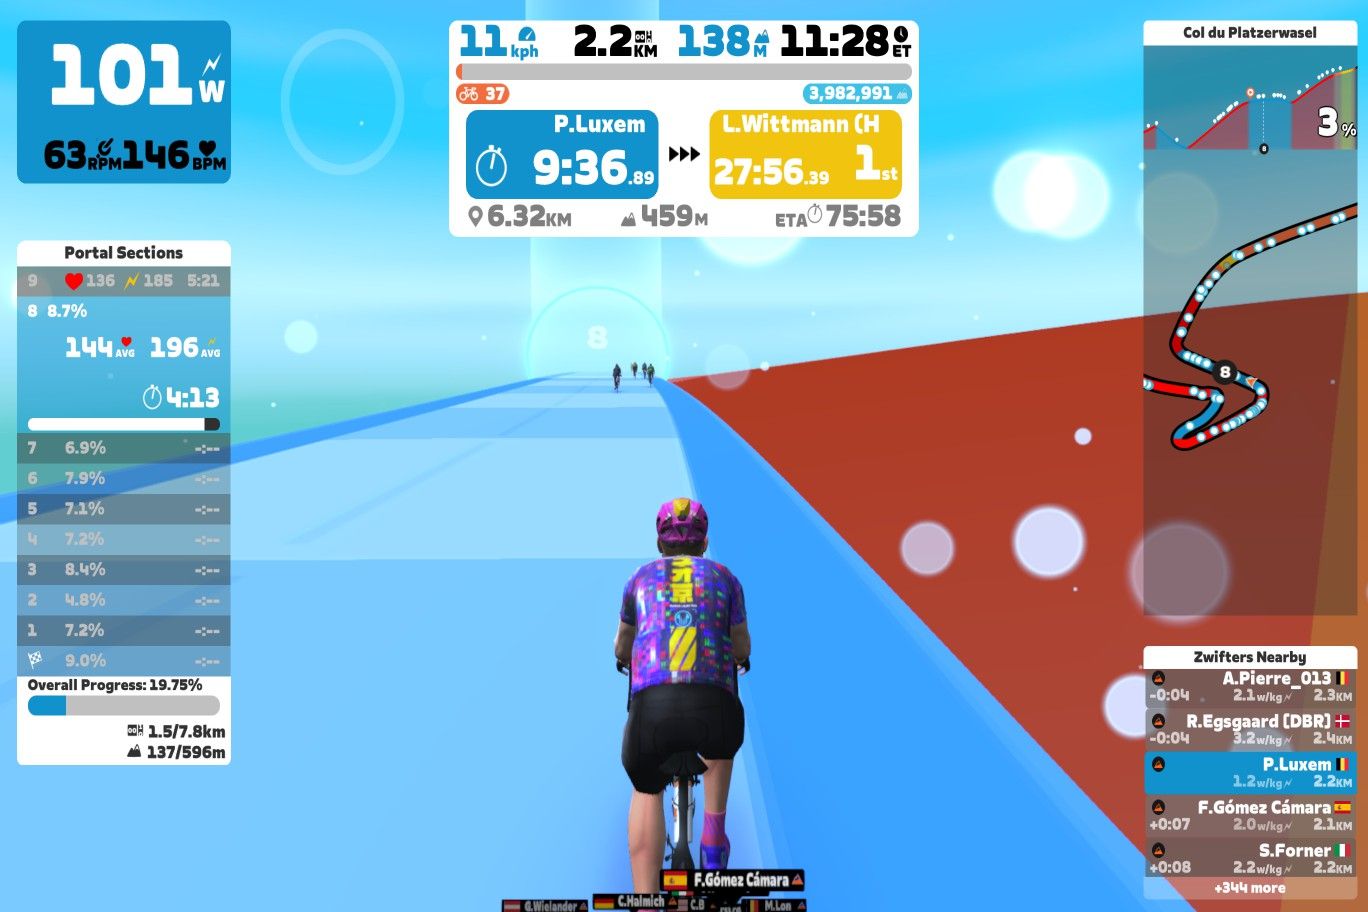 101 W
63 RPM 146 BPM
11 kph 2.2 KM 138 M 11:28 ET
37 3,982,991
P.Luxem
9:36.89
L.Wittmann (H
27:56.39 1st
6.32KM 459M ETA 75:58
Col du Platzerwasel
3%
8
8
8
Portal Sections
9 136 185 5:21
8 8.7%
144 AVG 196 AVG
4:13
7 6.9% -:--
6 7.9% -:--
5 7.1% -:--
4 7.2% -:--
3 8.4% -:--
2 4.8% -:--
1 7.2% -:--
9.0% -:--
Overall Progress: 19.75%
1.5/7.8km
137/596m
Zwifters Nearby
A.Pierre_013
-0:04 2.1w/kg 2.3KM
R.Egsgaard (DBR)
-0:04 3.2w/kg 2.4KM
P.Luxem
1.2w/kg 2.2KM
F.Gómez Cámara
+0:07 2.0w/kg 2.1KM
S.Forner
+0:08 2.2w/kg 2.2KM
+344 more
F.Gómez Cámara
G.Wielander C.Halmich C.B M.Lon